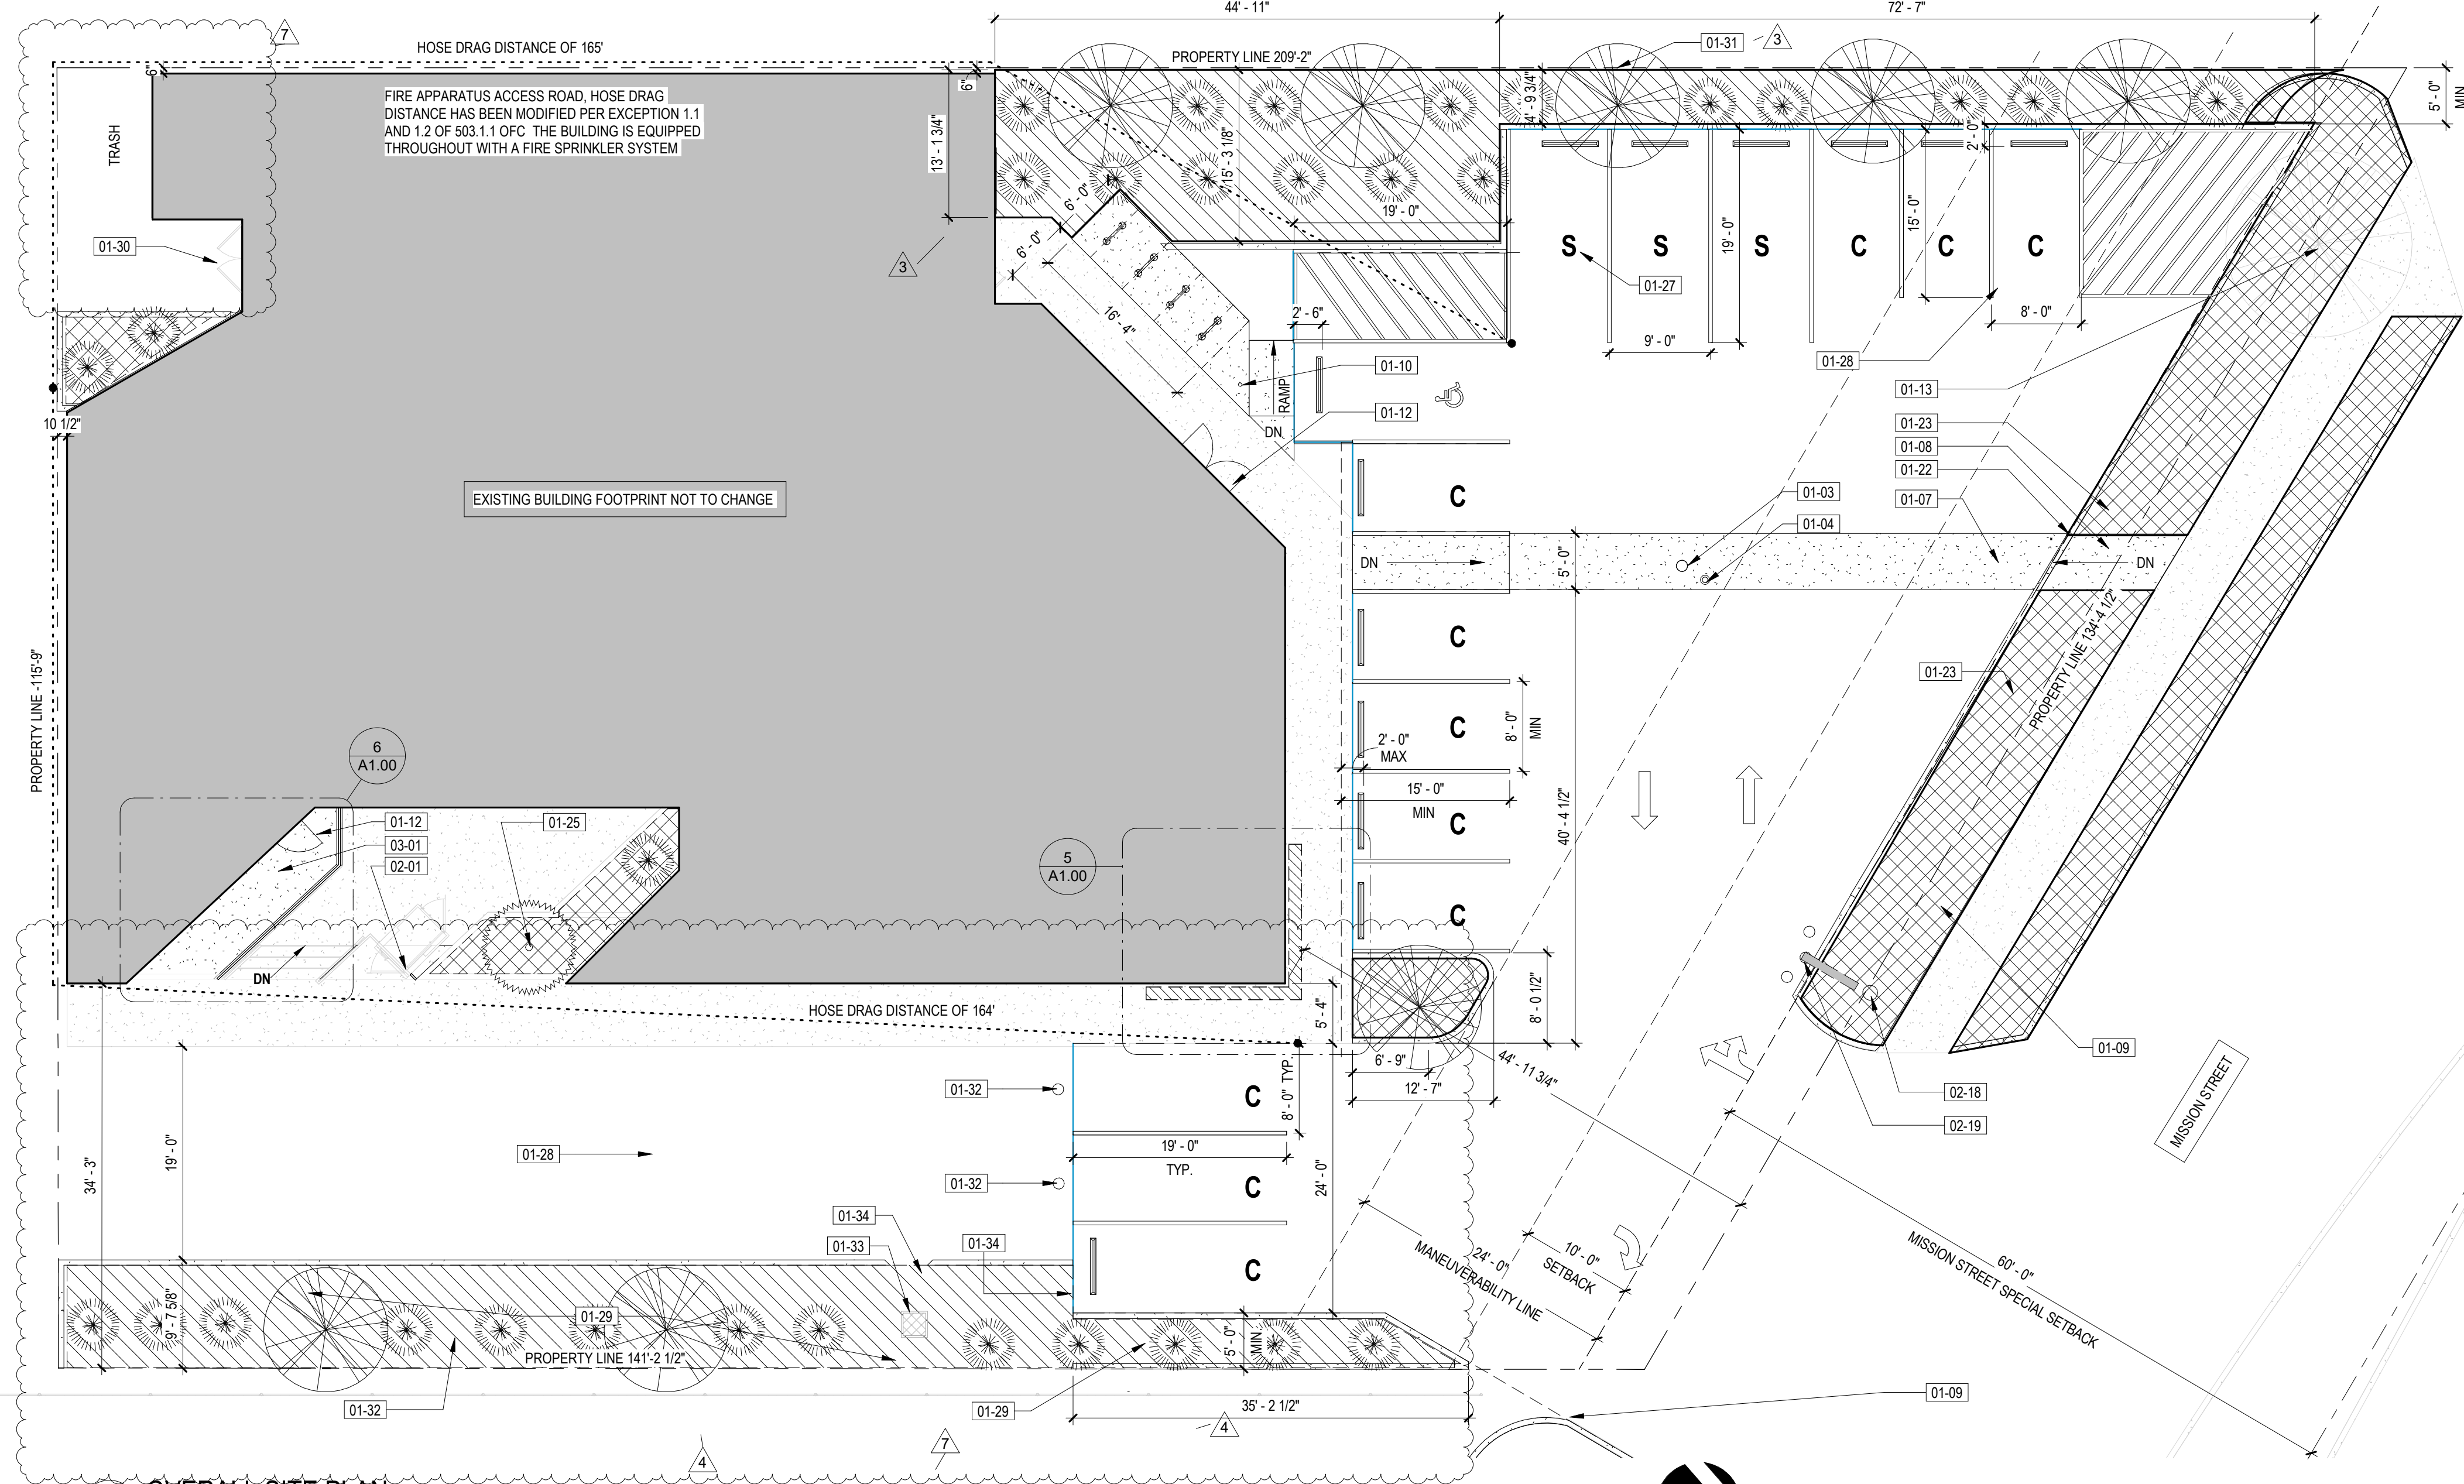 44' - 11"
72' - 7"
7
HOSE DRAG DISTANCE OF 165'
PROPERTY LINE 209'-2"
01-31
3
6"
6"
4' - 9 3/4"
5' - 0"
MIN
TRASH
FIRE APPARATUS ACCESS ROAD, HOSE DRAG
DISTANCE HAS BEEN MODIFIED PER EXCEPTION 1.1
AND 1.2 OF 503.1.1 OFC THE BUILDING IS EQUIPPED
THROUGHOUT WITH A FIRE SPRINKLER SYSTEM
13' - 1 3/4"
15' - 3 1/8"
2' - 0"
6' - 0"
19' - 0"
6' - 0"
19' - 0"
15' - 0"
01-30
S
S
S
C
C
C
3
01-27
16' - 4"
2' - 6"
8' - 0"
9' - 0"
01-28
01-10
RAMP
01-13
01-12
10 1/2"
DN
01-23
01-08
01-22
01-07
EXISTING BUILDING FOOTPRINT NOT TO CHANGE
C
01-03
01-04
DN
5' - 0"
DN
C
PROPERTY LINE 134'-4 1/2"
01-23
PROPERTY LINE -115'-9"
C
8' - 0"
MIN
6
A1.00
2' - 0"
MAX
15' - 0"
MIN
40' - 4 1/2"
01-12
01-25
03-01
02-01
C
5
A1.00
C
DN
HOSE DRAG DISTANCE OF 164'
5' - 4"
8' - 0 1/2"
01-09
6' - 9"
44' - 11 3/4"
12' - 7"
01-32
C
8' - 0" TYP.
02-18
02-19
MISSION STREET
19' - 0"
34' - 3"
01-28
19' - 0"
TYP.
01-32
C
24' - 0"
01-34
01-33
01-34
C
24' - 0"
MANEUVERABILITY LINE
10' - 0"
SETBACK
60' - 0"
MISSION STREET SPECIAL SETBACK
9' - 7 5/8"
01-29
5' - 0"
MIN
PROPERTY LINE 141'-2 1/2"
01-32
01-29
35' - 2 1/2"
01-09
4
7
4
OVERALL SITE PLAN